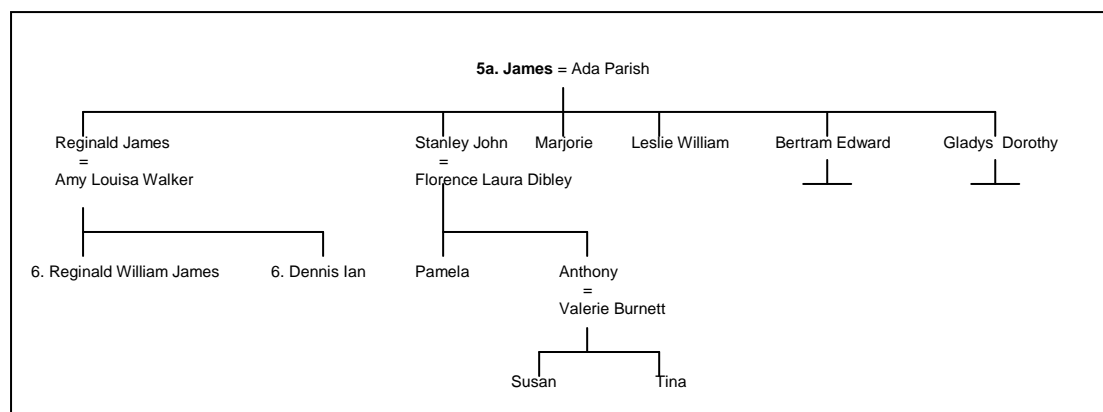 5a. James = Ada Parish
Reginald James Stanley John Marjorie Leslie William Bertram Edward Gladys Dorothy
= =
Amy Louisa Walker Florence Laura Dibley
6. Reginald William James 6. Dennis Ian Pamela Anthony
=
Valerie Burnett
Susan Tina